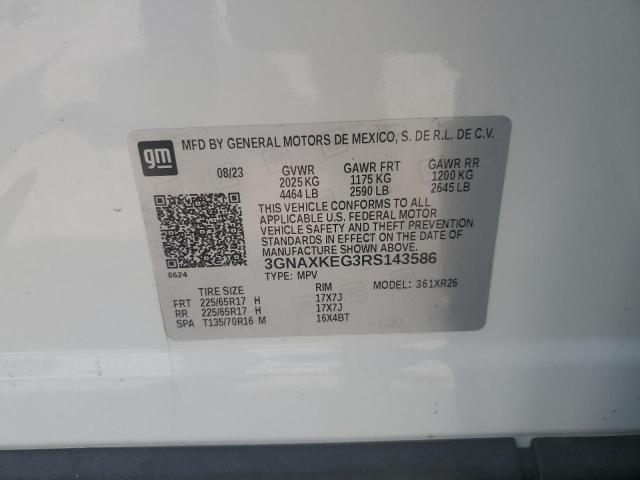 MFD BY GENERAL MOTORS DE MEXICO, S. DE R.L. DE C.V.
gm
08/23 GVWR GAWR FRT GAWR RR
2025 KG 1175 KG 1200 KG
4464 LB 2590 LB 2645 LB
THIS VEHICLE CONFORMS TO ALL
APPLICABLE U.S. FEDERAL MOTOR
VEHICLE SAFETY AND THEFT
PREVENTION STANDARDS IN
EFFECT ON THE DATE OF
MANUFACTURE SHOWN ABOVE.
8624
3GNAXKEG3RS143586
TYPE: MPV MODEL: 361XR26
TIRE SIZE RIM
FRT 225/65R17 H 17X7J
RR 225/65R17 H 17X7J
SPA T135/70R16 M 16X4BT